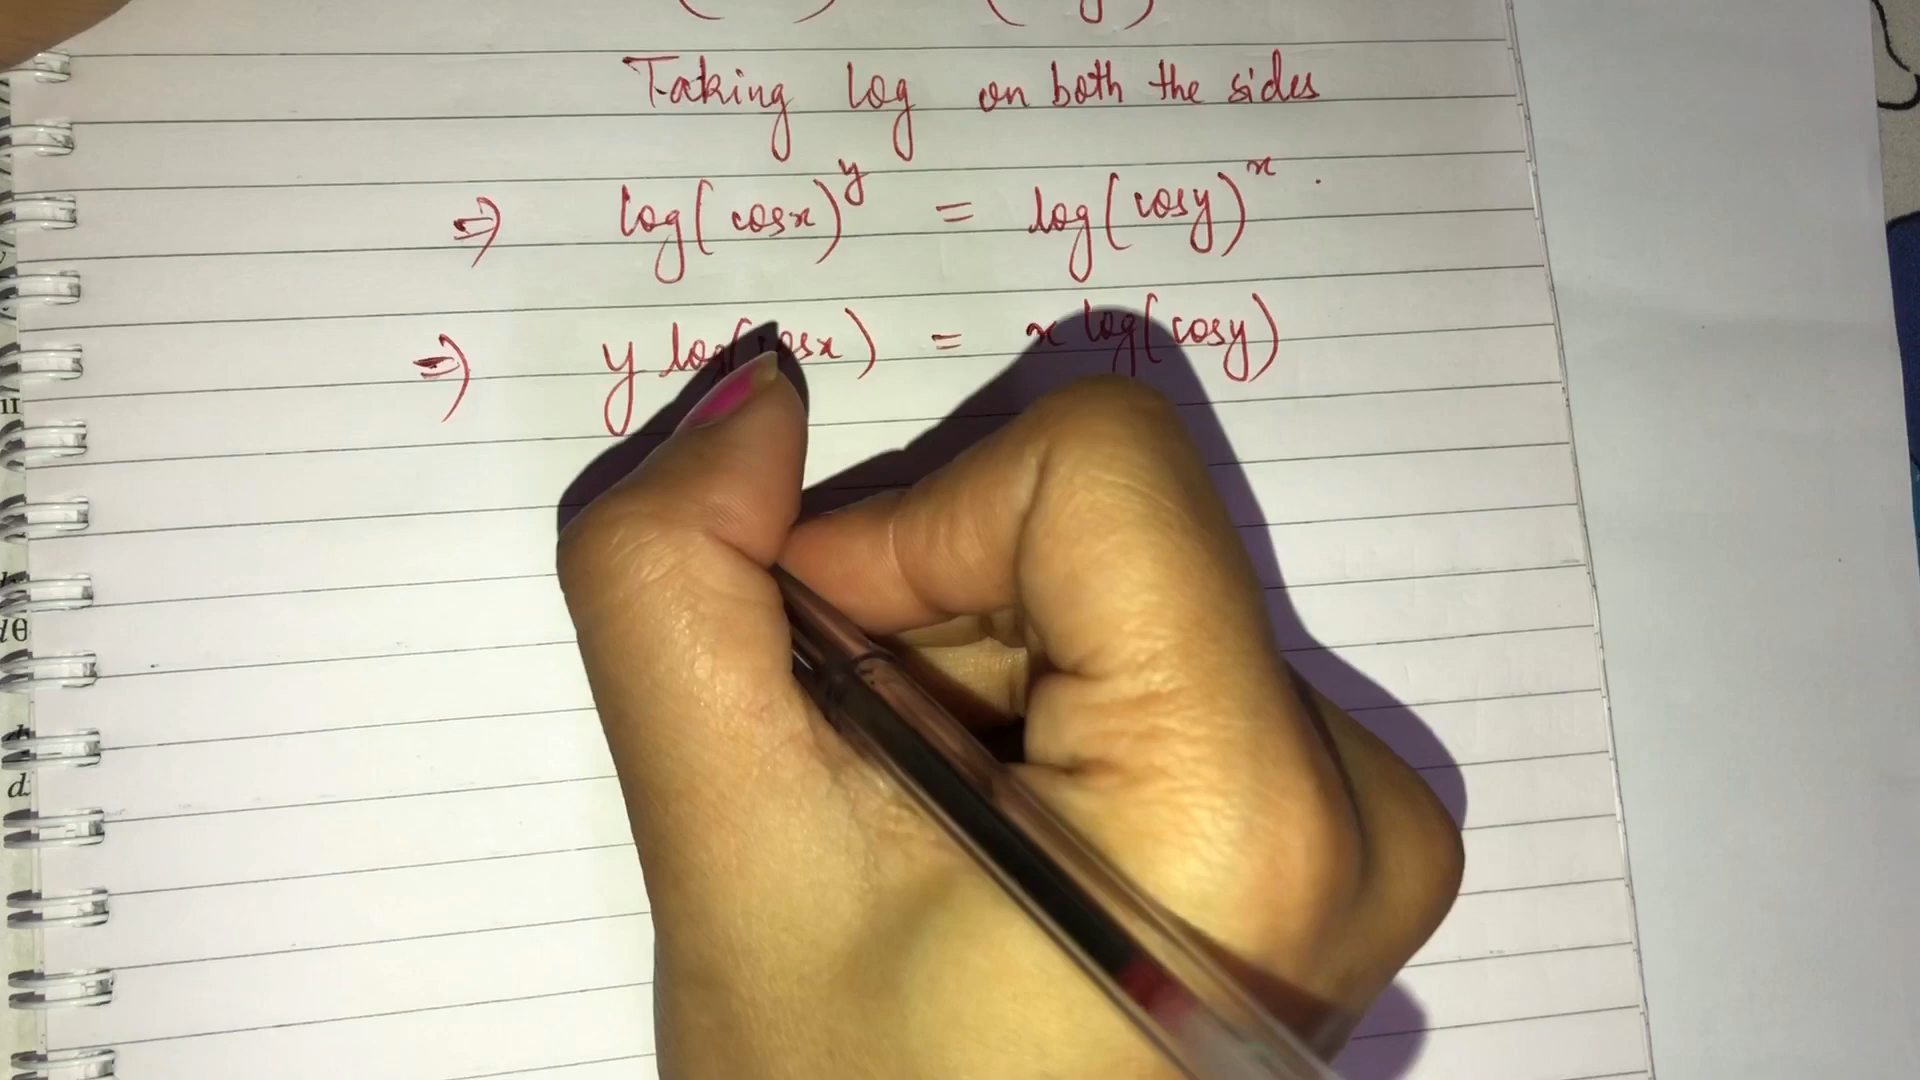 Taking log on both the sides
⇒ log(cosx)^y = log(cosy)^x .
⇒ y log(cosx) = x log(cosy)